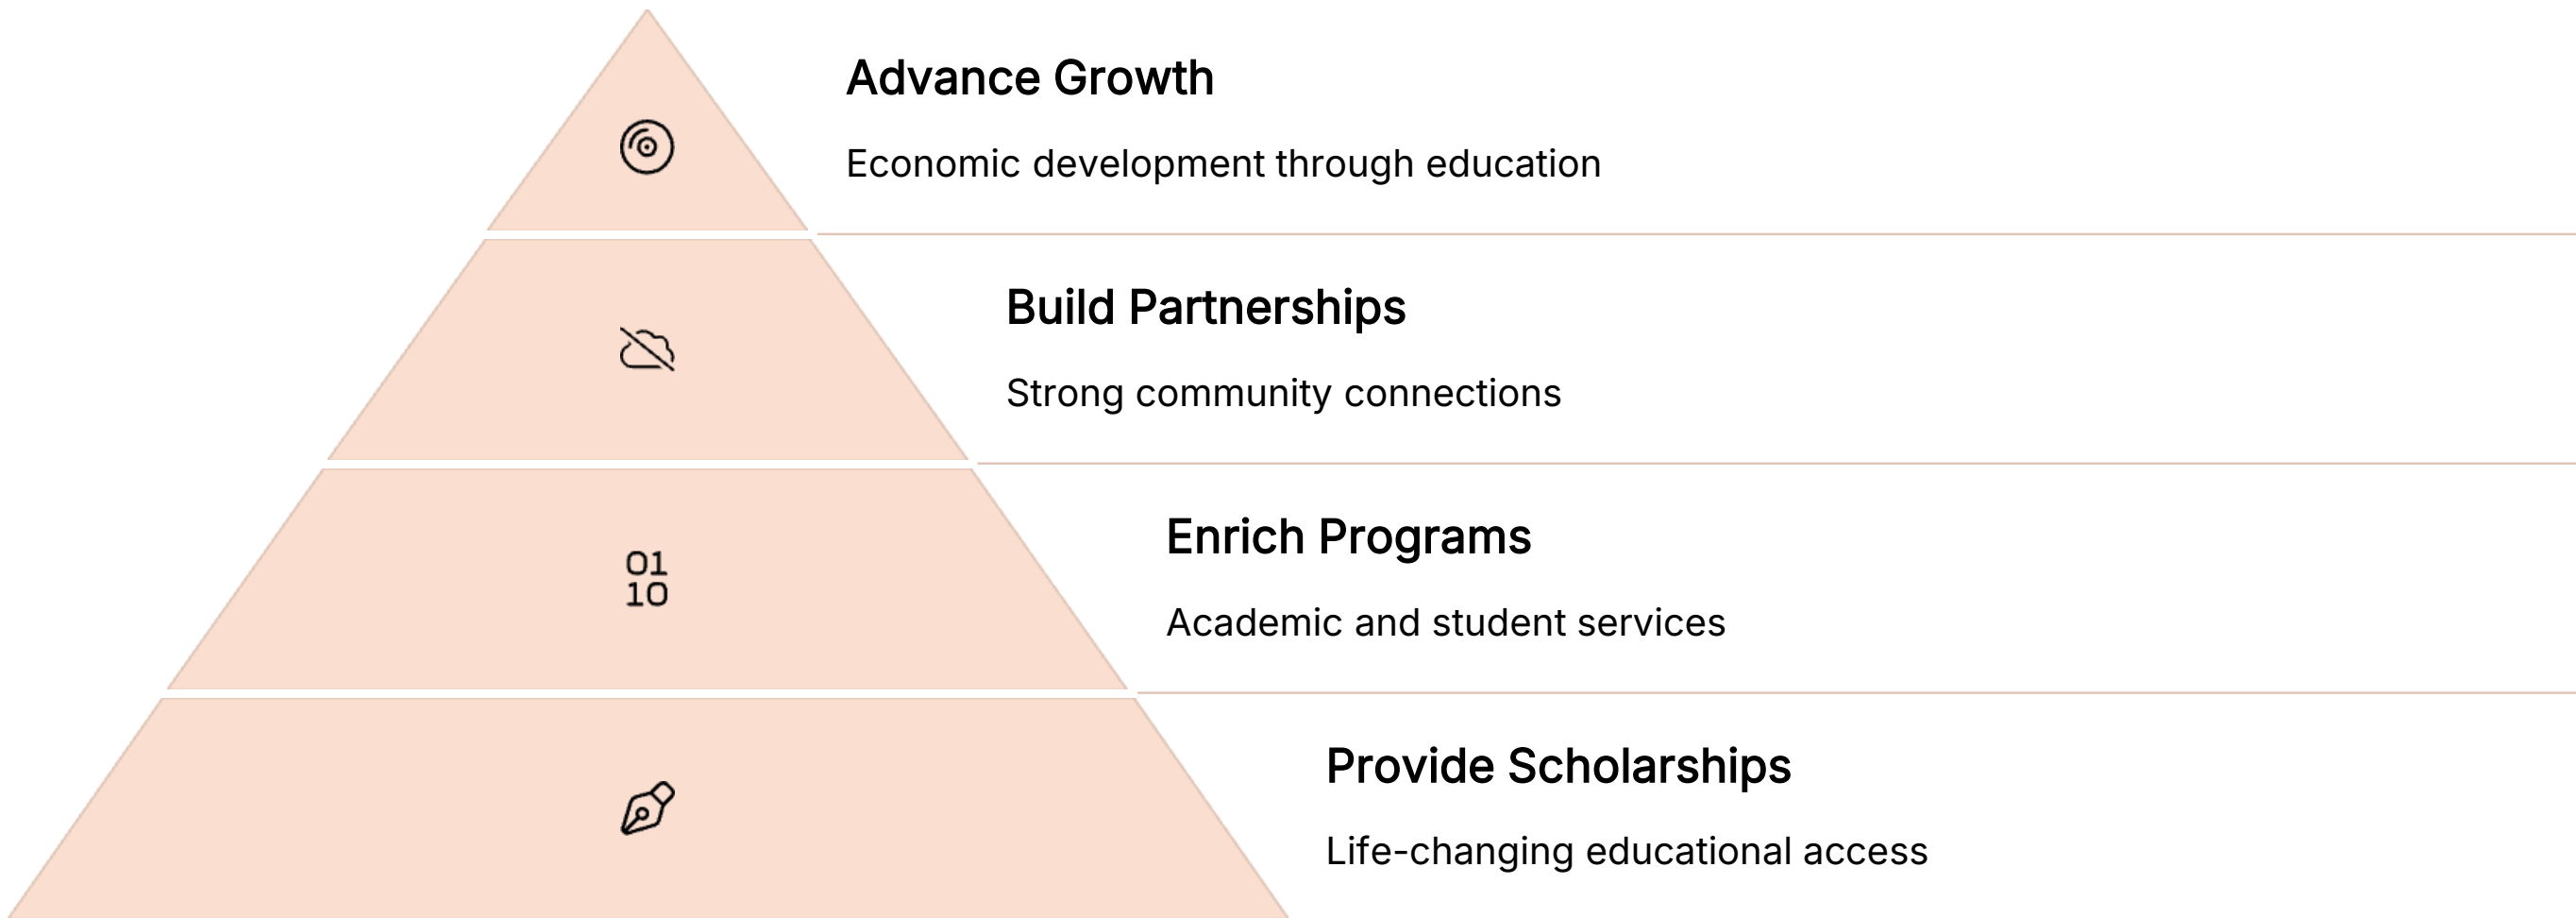 Advance Growth
Economic development through education
Build Partnerships
Strong community connections
01
10
Enrich Programs
Academic and student services
Provide Scholarships
Life-changing educational access